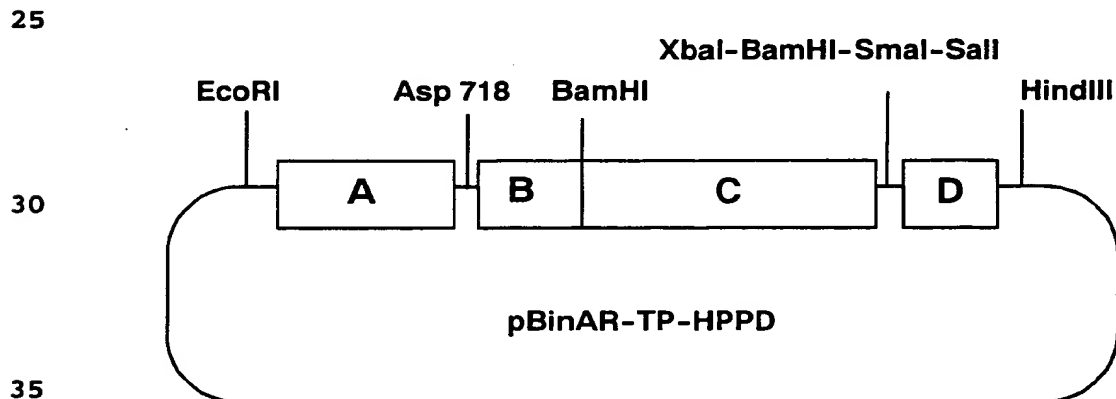 25
XbaI-BamHI-SmaI-SalI
EcoRI
Asp 718
BamHI
HindIII
A
B
C
D
30
pBinAR-TP-HPPD
35